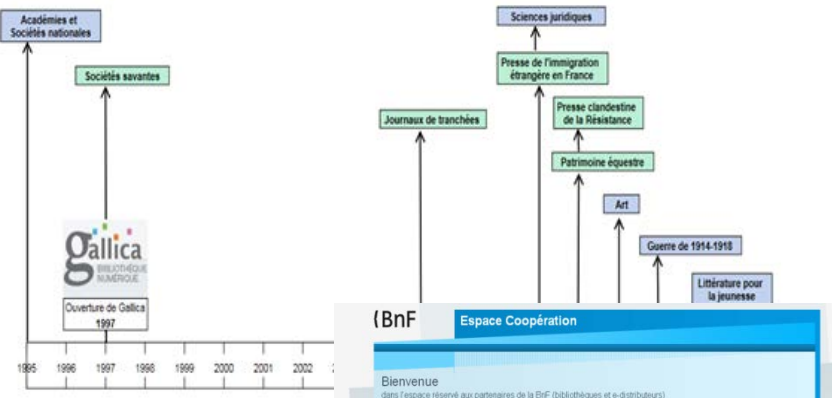 Académies et
Sociétés nationales
Sociétés savantes
Sciences juridiques
Presse de l'immigration
étrangère en France
Journaux de tranchées
Presse clandestine
de la Résistance
Patrimoine équestre
Art
Guerre de 1914-1918
Littérature pour
la jeunesse
gallica
BIBLIOTHÈQUE
NUMÉRIQUE
Ouverture de Gallica
1997
1995 1996 1997 1998 1999 2000 2001 2002
(BnF
Espace Coopération
Bienvenue
dans l'espace réservé aux partenaires de la BnF (bibliothèques et e-distributeurs)